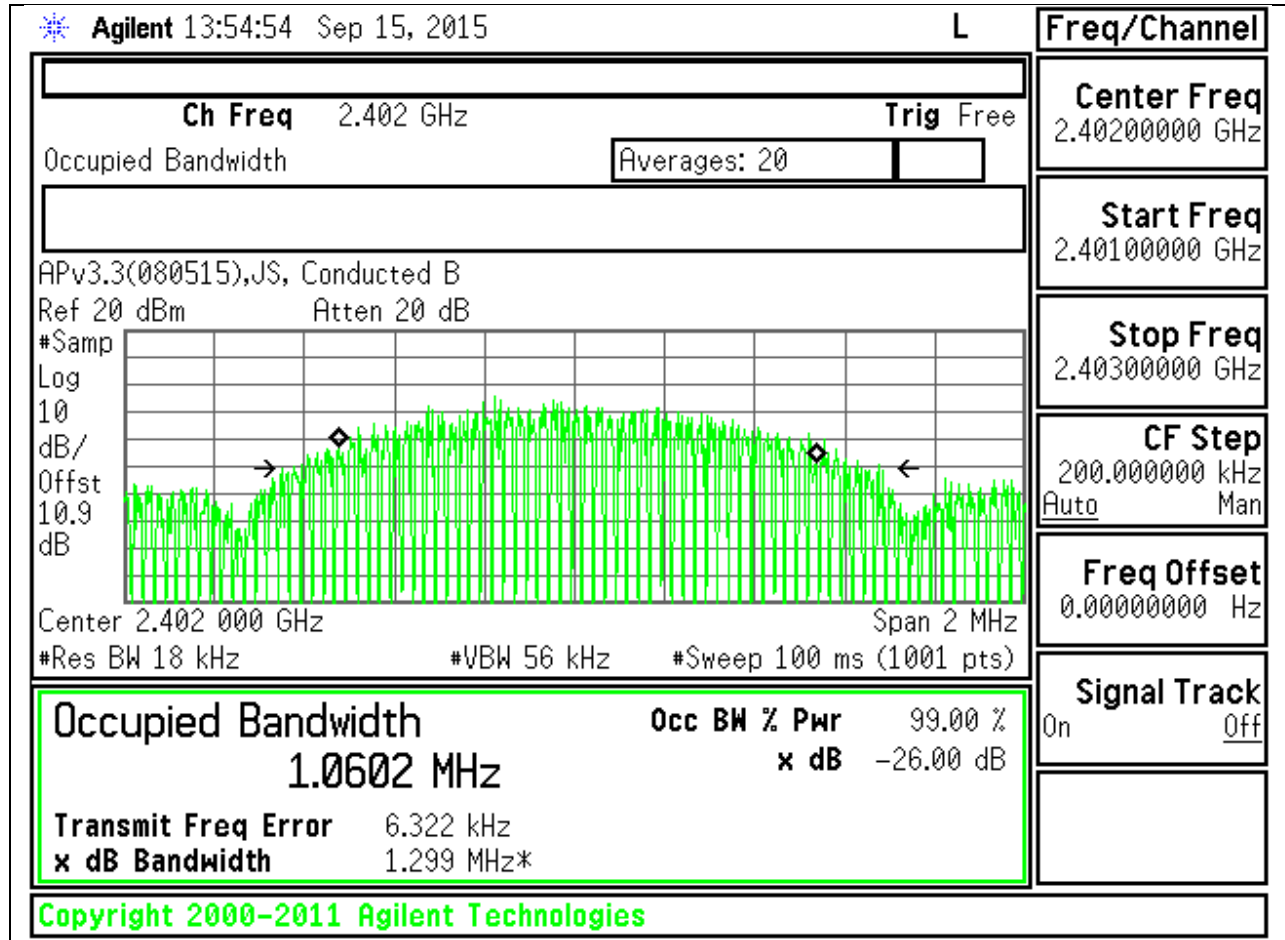 Agilent 13:54:54 Sep 15, 2015 L
Ch Freq 2.402 GHz Trig Free
Occupied Bandwidth Averages: 20
APv3.3(080515),JS, Conducted B
Ref 20 dBm Atten 20 dB
#Samp
Log
10
dB/
Offst
10.9
dB
Center 2.402 000 GHz Span 2 MHz
#Res BW 18 kHz #VBW 56 kHz #Sweep 100 ms (1001 pts)
Occupied Bandwidth Occ BW % Pwr 99.00 %
1.0602 MHz x dB -26.00 dB
Transmit Freq Error 6.322 kHz
x dB Bandwidth 1.299 MHz*
Copyright 2000-2011 Agilent Technologies
Freq/Channel
Center Freq
2.40200000 GHz
Start Freq
2.40100000 GHz
Stop Freq
2.40300000 GHz
CF Step
200.000000 kHz
Auto Man
Freq Offset
0.00000000 Hz
Signal Track
On Off